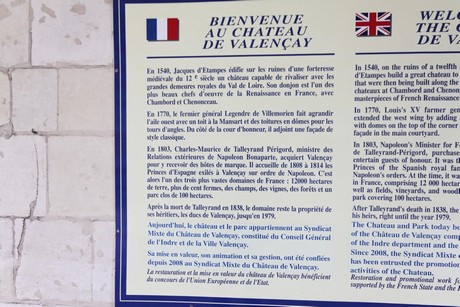 BIENVENUE
AU CHATEAU
DE VALENÇAY
En 1540, Jacques d'Etampes édifie sur les ruines d'une forteresse
médiévale du 12 e siècle un château capable de rivaliser avec les
grandes demeures royales du Val de Loire. Son donjon est l'un des
plus beaux chefs d'oeuvre de la Renaissance en France, avec
Chambord et Chenonceau.
En 1770, le fermier général Legendre de Villemorien fait agrandir
l'aile ouest avec un toit à la Mansart et des toitures en dômes pour les
tours d'angles. Du côté de la cour d'honneur, il adjoint une façade de
style classique.
En 1803, Charles-Maurice de Talleyrand Périgord, ministre des
Relations extérieures de Napoléon Bonaparte, acquiert Valençay
pour y recevoir des hôtes de marque. Il accueille de 1808 à 1814 les
Princes d'Espagne exilés à Valençay sur ordre de Napoléon. C'est
alors l'un des trois plus vastes domaines de France : 12000 hectares
de terre, plus de cent fermes, des champs, des vignes, des forêts et un
parc clos de 100 hectares.
Après la mort de Talleyrand en 1838, le domaine reste la propriété de
ses héritiers, les ducs de Valençay, jusqu'en 1979.
Aujourd'hui, le château et le parc appartiennent au Syndicat
Mixte du Château de Valençay, constitué du Conseil Général
de l'Indre et de la Ville Valençay.
Sa mise en valeur, son animation et sa gestion, ont été confiées
depuis 2008 au Syndicat Mixte du Château de Valençay.
La restauration et la mise en valeur du château de Valençay bénéficient
du concours de l'Union Européenne et de l'Etat.
WELC
THE C
DE VA
In 1540, on the ruins of a twelfth
d'Etampes build a great chateau to
that were then being built along the
chateaux at Chambord and Chenonc
masterpieces of French Renaissance
In 1770, Louis's XV farmer gen
extended the west wing by adding
with domes on the top of the corner
main courtyard, he added a classical
In 1803, Napoleon's Minister for F
de Talleyrand-Périgord, purchase
entertain guests of honour. It was th
Princes of the Spanish royal fam
Napoleon's orders. At the time, it wa
in France, comprising 12 000 hectar
well as fields, vineyards, and woodl
park covering 100 hectares.
After Talleyrand's death in 1838, the
his heirs, right until the year 1979.
The Chateau and Park today be
of the Château de Valençay comp
of the Indre department and the
Since 2008, the Syndicat Mixte
has been entrusted the promotion
activities of the Chateau.
Restoration and promotional work f
supported by the French State and the E